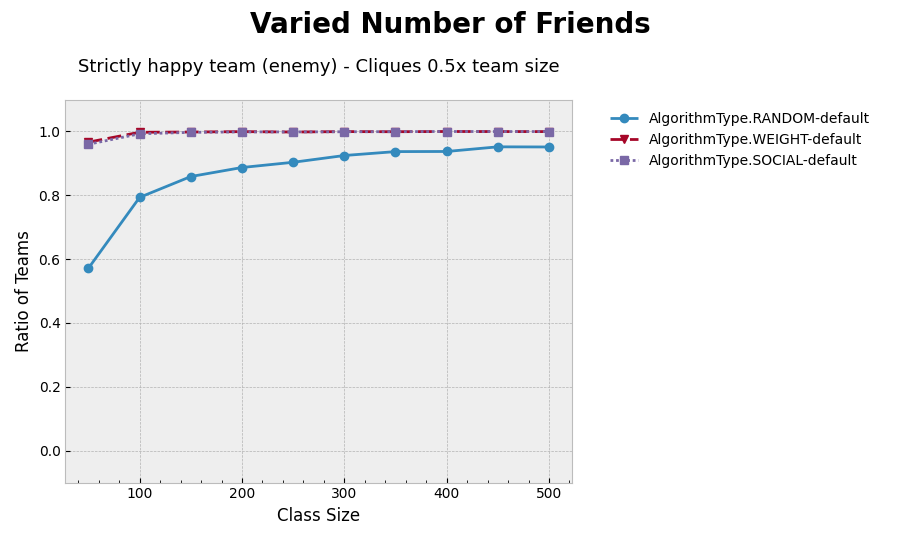 Varied Number of Friends
Strictly happy team (enemy) - Cliques 0.5x team size
AlgorithmType.RANDOM-default
AlgorithmType.WEIGHT-default
AlgorithmType.SOCIAL-default
Ratio of Teams
1.0
0.8
0.6
0.4
0.2
0.0
100 200 300 400 500
Class Size